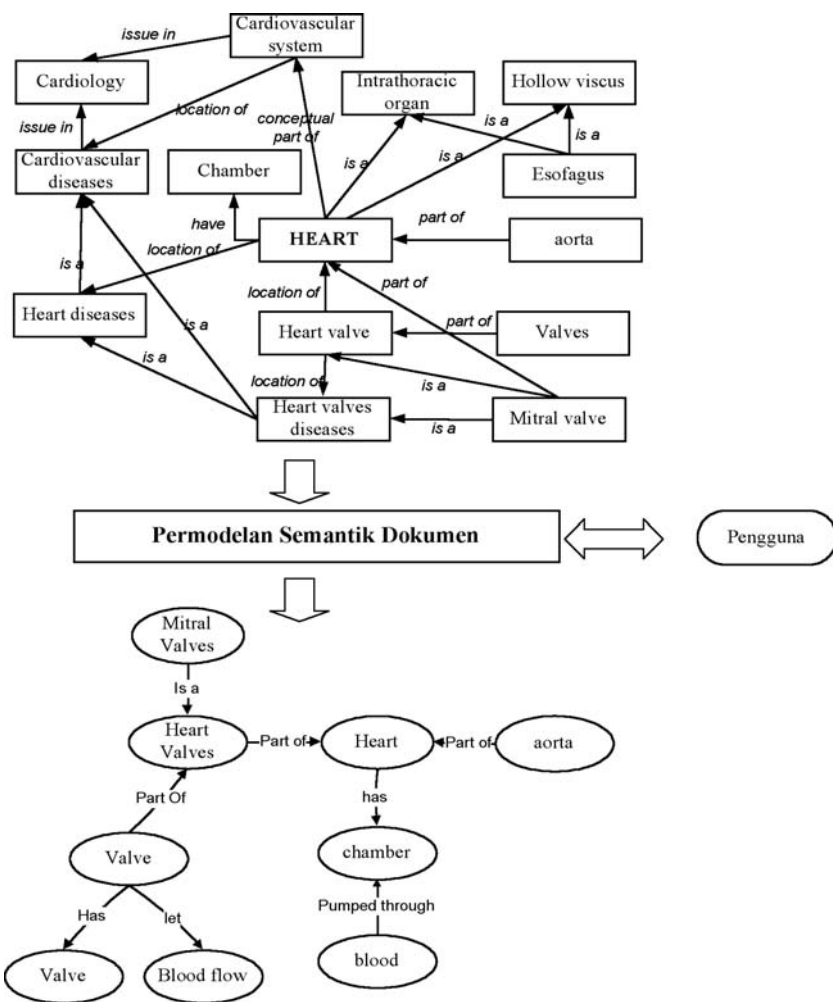 Cardiovascular
system
issue in
Cardiology
Intrathoracic
organ
Hollow viscus
location of
conceptual
part of
issue in
is a
is a
is a
Cardiovascular
diseases
Chamber
Esofagus
have
HEART
part of
aorta
location of
is a
location of
part of
Heart diseases
is a
Heart valve
part of
Valves
is a
location of
is a
Heart valves
diseases
is a
Mitral valve
Permodelan Semantik Dokumen
Pengguna
Mitral
Valves
Is a
Heart
Valves
Part of
Heart
Part of
aorta
Part Of
has
Valve
chamber
Has
let
Pumped through
Valve
Blood flow
blood